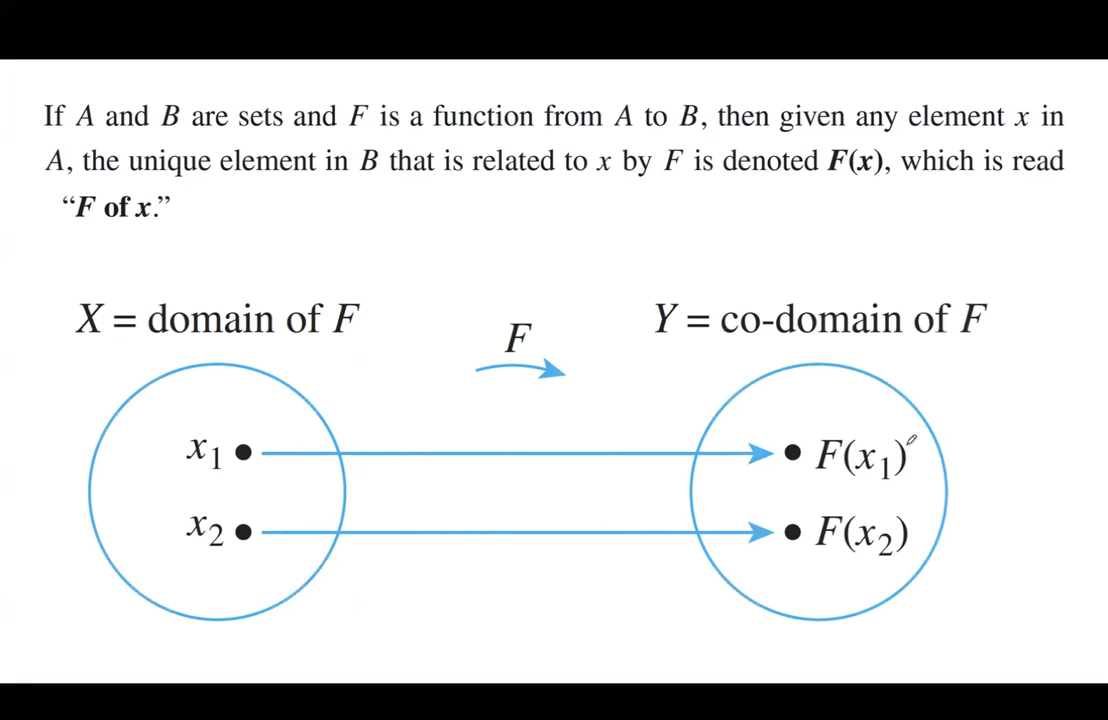 If A and B are sets and F is a function from A to B, then given any element x in
A, the unique element in B that is related to x by F is denoted F(x), which is read
“F of x.”
X = domain of F
F
Y = co-domain of F
x₁ • • F(x₁)
x₂ • • F(x₂)